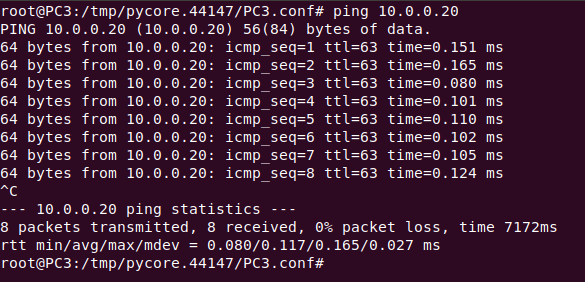 root@PC3:/tmp/pycore.44147/PC3.conf# ping 10.0.0.20
PING 10.0.0.20 (10.0.0.20) 56(84) bytes of data.
64 bytes from 10.0.0.20: icmp_seq=1 ttl=63 time=0.151 ms
64 bytes from 10.0.0.20: icmp_seq=2 ttl=63 time=0.165 ms
64 bytes from 10.0.0.20: icmp_seq=3 ttl=63 time=0.080 ms
64 bytes from 10.0.0.20: icmp_seq=4 ttl=63 time=0.101 ms
64 bytes from 10.0.0.20: icmp_seq=5 ttl=63 time=0.110 ms
64 bytes from 10.0.0.20: icmp_seq=6 ttl=63 time=0.102 ms
64 bytes from 10.0.0.20: icmp_seq=7 ttl=63 time=0.105 ms
64 bytes from 10.0.0.20: icmp_seq=8 ttl=63 time=0.124 ms
^C
--- 10.0.0.20 ping statistics ---
8 packets transmitted, 8 received, 0% packet loss, time 7172ms
rtt min/avg/max/mdev = 0.080/0.117/0.165/0.027 ms
root@PC3:/tmp/pycore.44147/PC3.conf#